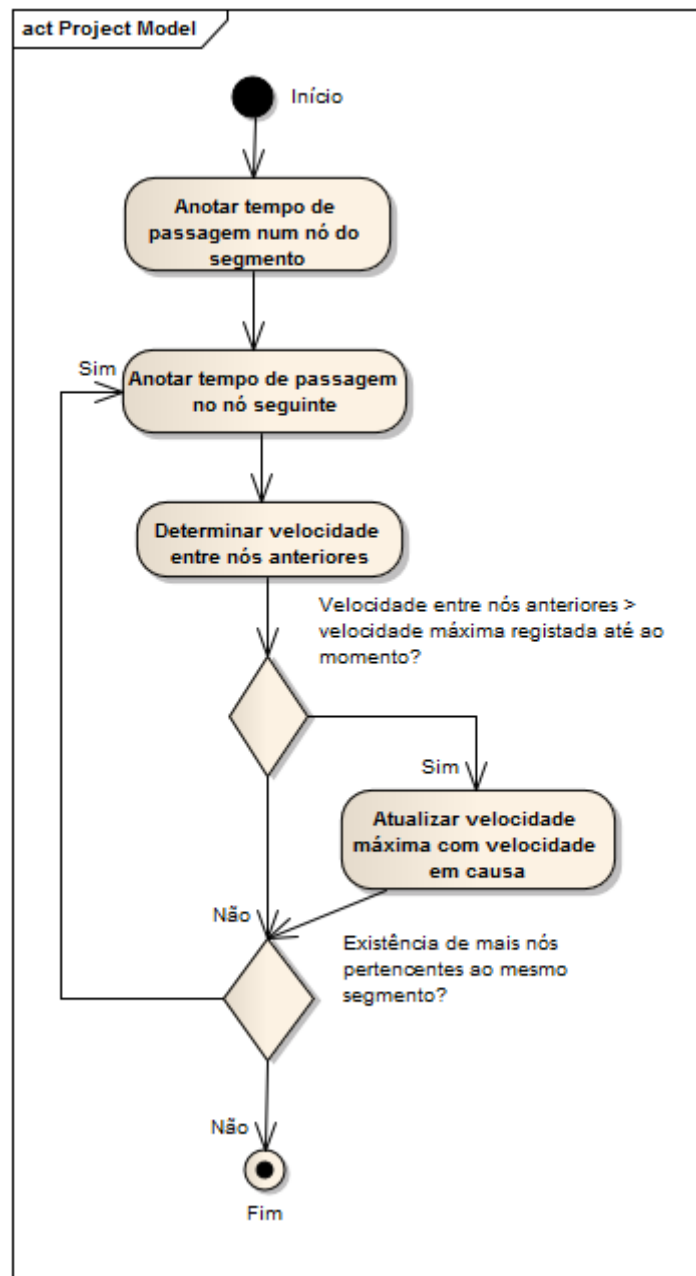 act Project Model
Início
Anotar tempo de
passagem num nó do
segmento
Sim
Anotar tempo de passagem
no nó seguinte
Determinar velocidade
entre nós anteriores
Velocidade entre nós anteriores >
velocidade máxima registada até ao
momento?
Sim
Atualizar velocidade
máxima com velocidade
em causa
Não
Existência de mais nós
pertencentes ao mesmo
segmento?
Não
Fim